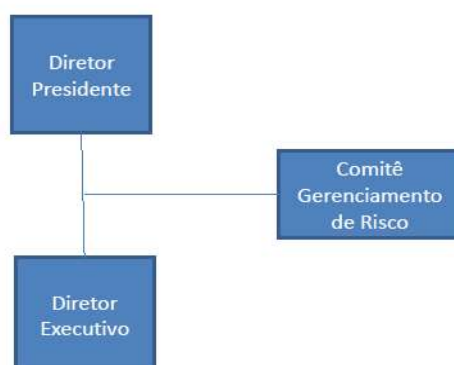 Diretor
Presidente
Comitê
Gerenciamento
de Risco
Diretor
Executivo